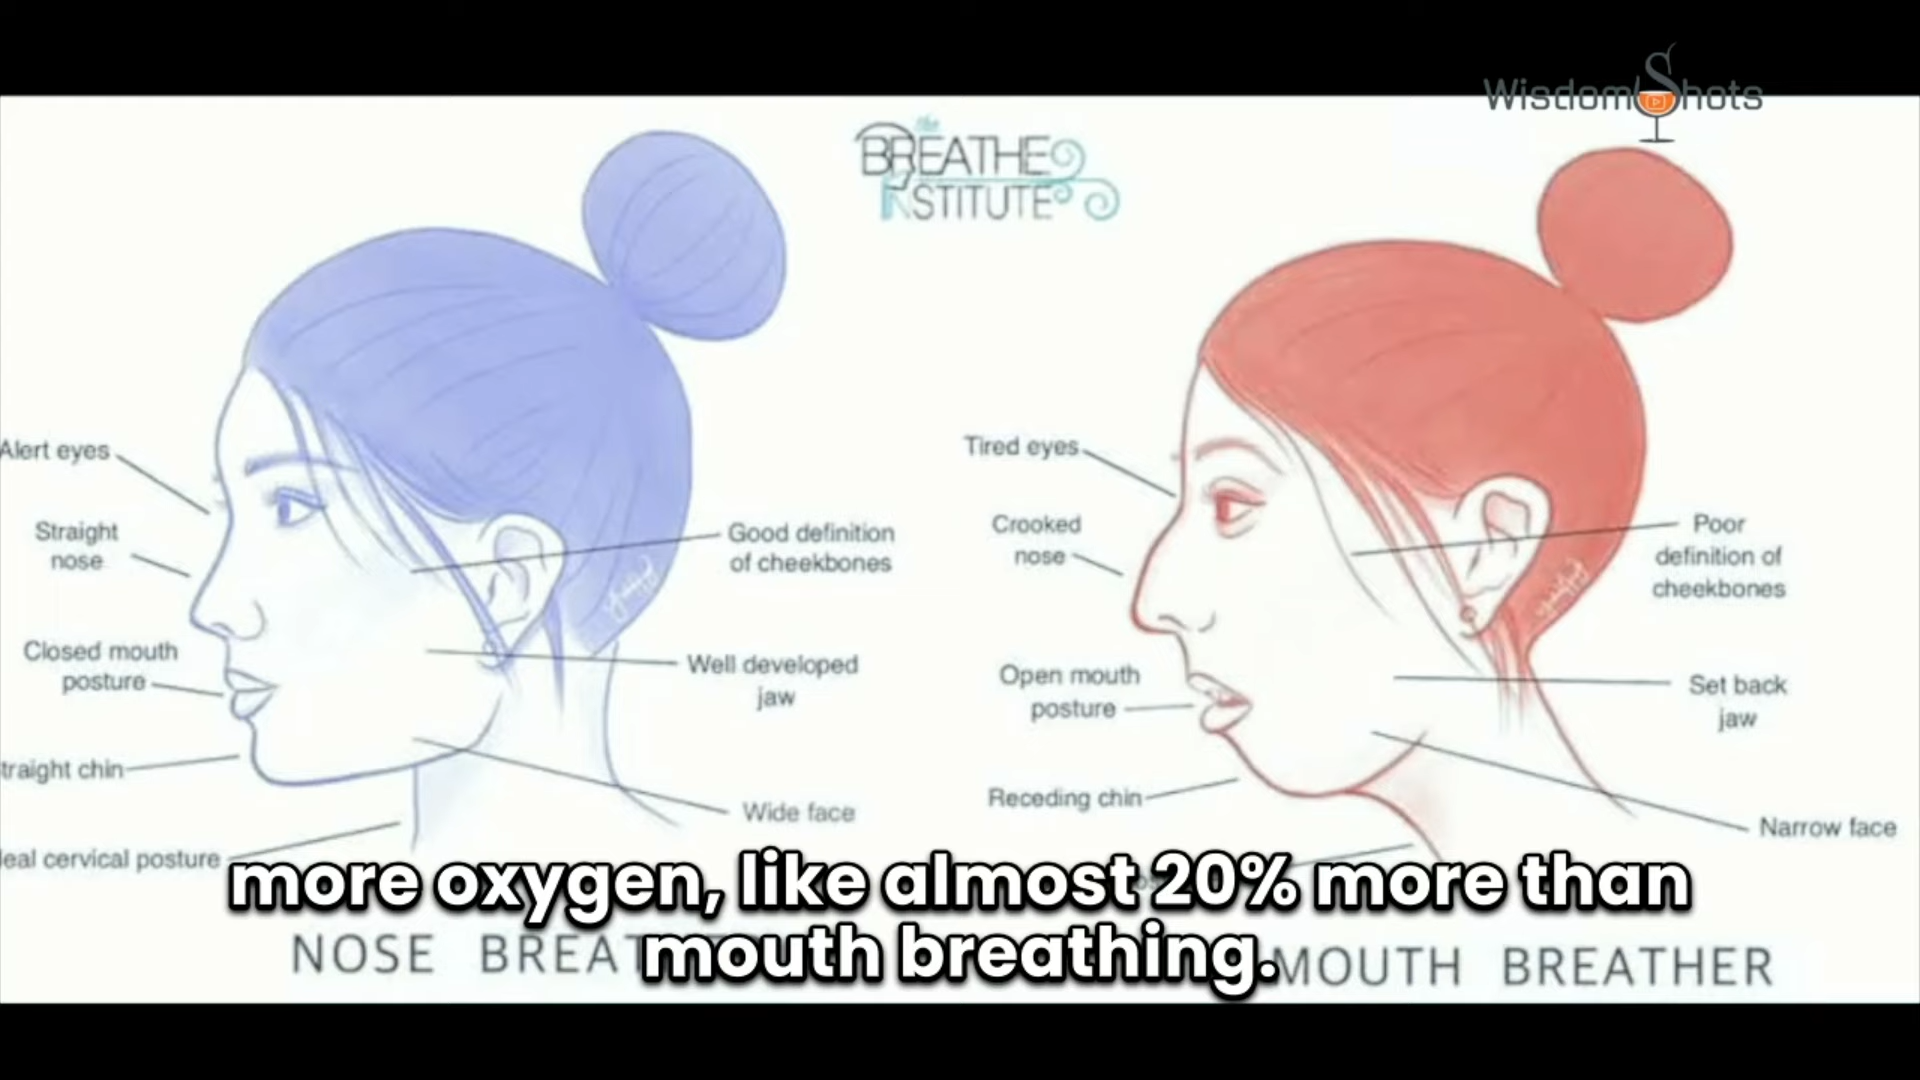 WisdomShots
the
BREATHE
INSTITUTE
Alert eyes
Straight
nose
Closed mouth
posture
traight chin
eal cervical posture
Good definition
of cheekbones
Well developed
jaw
Wide face
Tired eyes
Crooked
nose
Open mouth
posture
Receding chin
Poor
definition of
cheekbones
Set back
jaw
Narrow face
more oxygen, like almost 20% more than
mouth breathing.
NOSE BREAT
MOUTH BREATHER